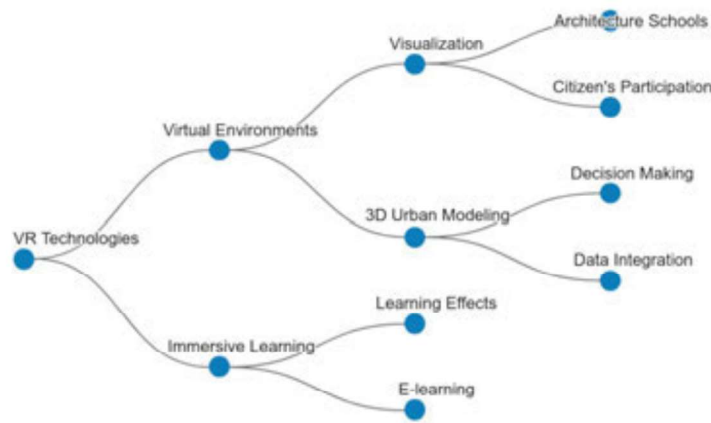 Architecture Schools
Visualization
Citizen's Participation
Virtual Environments
Decision Making
3D Urban Modeling
VR Technologies
Data Integration
Learning Effects
Immersive Learning
E-learning